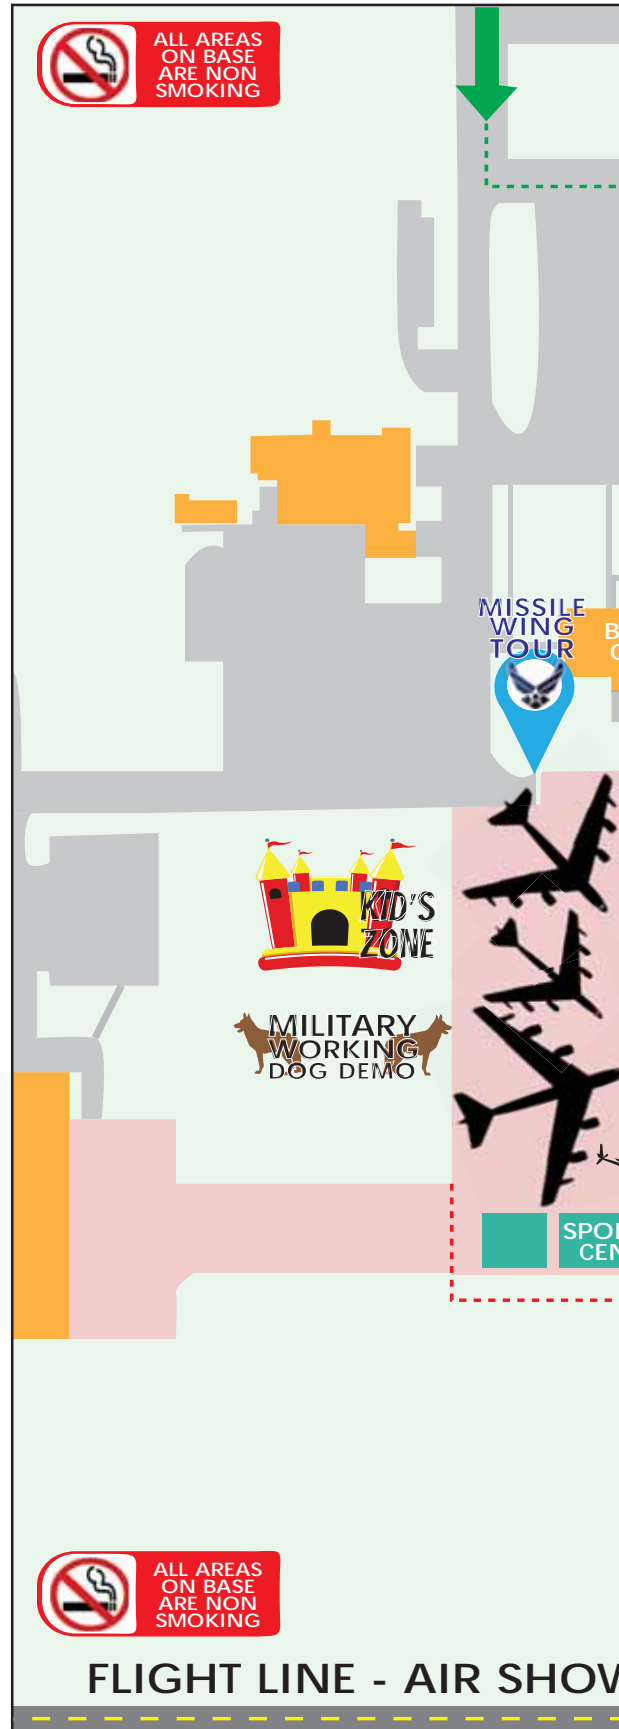 ALL AREAS
ON BASE
ARE NON
SMOKING
MISSILE
WING
TOUR
KID'S
ZONE
MILITARY
WORKING
DOG DEMO
ALL AREAS
ON BASE
ARE NON
SMOKING
FLIGHT LINE - AIR